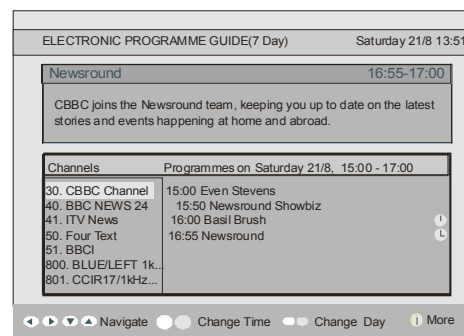 ELECTRONIC PROGRAMME GUIDE(7 Day) Saturday 21/8 13:51
Newsround 16:55-17:00
CBBC joins the Newsround team, keeping you up to date on the latest
stories and events happening at home and abroad.
Channels Programmes on Saturday 21/8, 15:00 - 17:00
30. CBBC Channel 15:00 Even Stevens
40. BBC NEWS 24 15:50 Newsround Showbiz
41. ITV News 16:00 Basil Brush
50. Four Text 16:55 Newsround
51. BBCI
800. BLUE/LEFT 1k...
801. CCIR17/1kHz...
Navigate Change Time Change Day i More